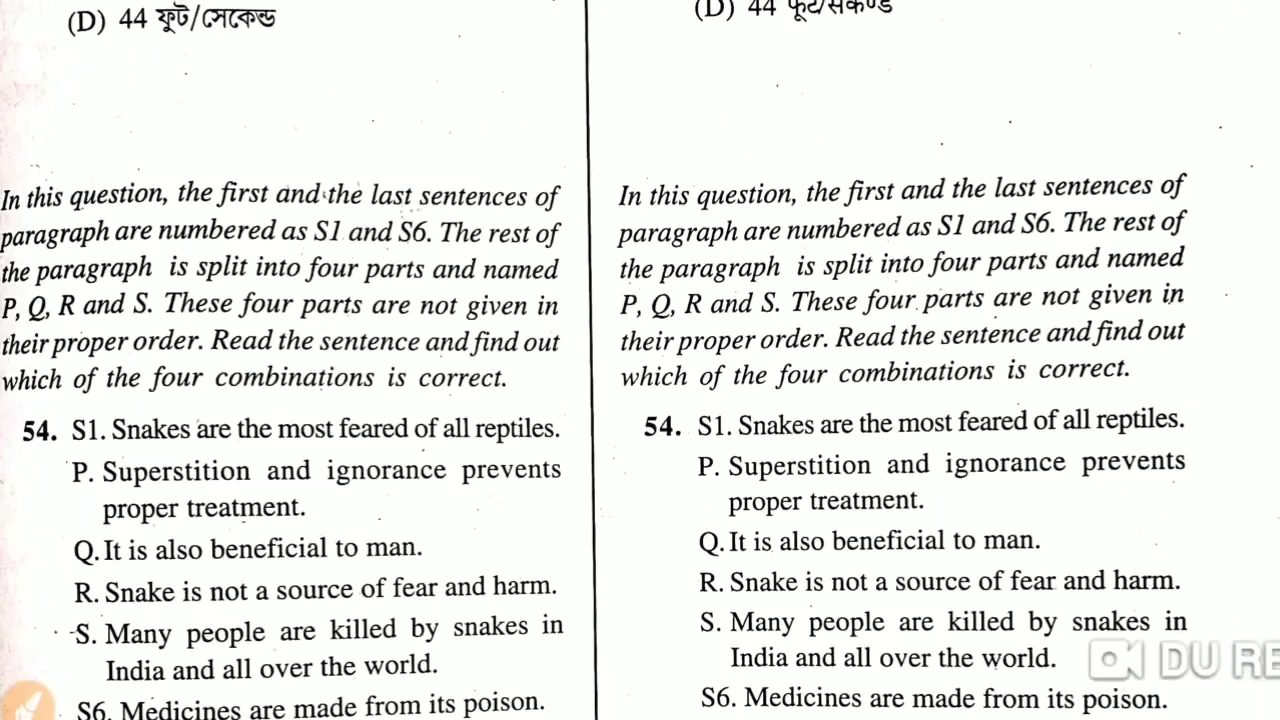 (D) 44 ফুট/সেকেন্ড
In this question, the first and the last sentences of
paragraph are numbered as S1 and S6. The rest of
the paragraph is split into four parts and named
P, Q, R and S. These four parts are not given in
their proper order. Read the sentence and find out
which of the four combinations is correct.
54. S1. Snakes are the most feared of all reptiles.
P. Superstition and ignorance prevents
proper treatment.
Q. It is also beneficial to man.
R. Snake is not a source of fear and harm.
S. Many people are killed by snakes in
India and all over the world.
S6. Medicines are made from its poison.
(D) 44 फूट/सेकेण्ड
In this question, the first and the last sentences of
paragraph are numbered as S1 and S6. The rest of
the paragraph is split into four parts and named
P, Q, R and S. These four parts are not given in
their proper order. Read the sentence and find out
which of the four combinations is correct.
54. S1. Snakes are the most feared of all reptiles.
P. Superstition and ignorance prevents
proper treatment.
Q. It is also beneficial to man.
R. Snake is not a source of fear and harm.
S. Many people are killed by snakes in
India and all over the world.
S6. Medicines are made from its poison.
DU RE